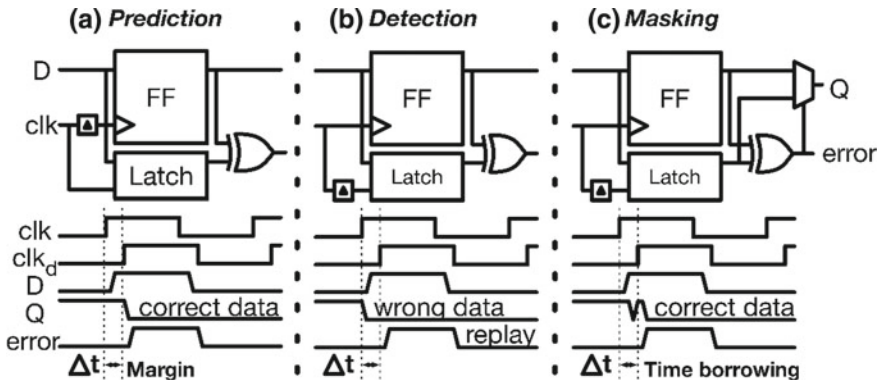 (a) Prediction
(b) Detection
(c) Masking
D
FF
FF
FF
Q
clk
Latch
Latch
Latch
error
clk
clkd
D
Q
correct data
wrong data
correct data
error
replay
Δt
Margin
Δt
Δt
Time borrowing